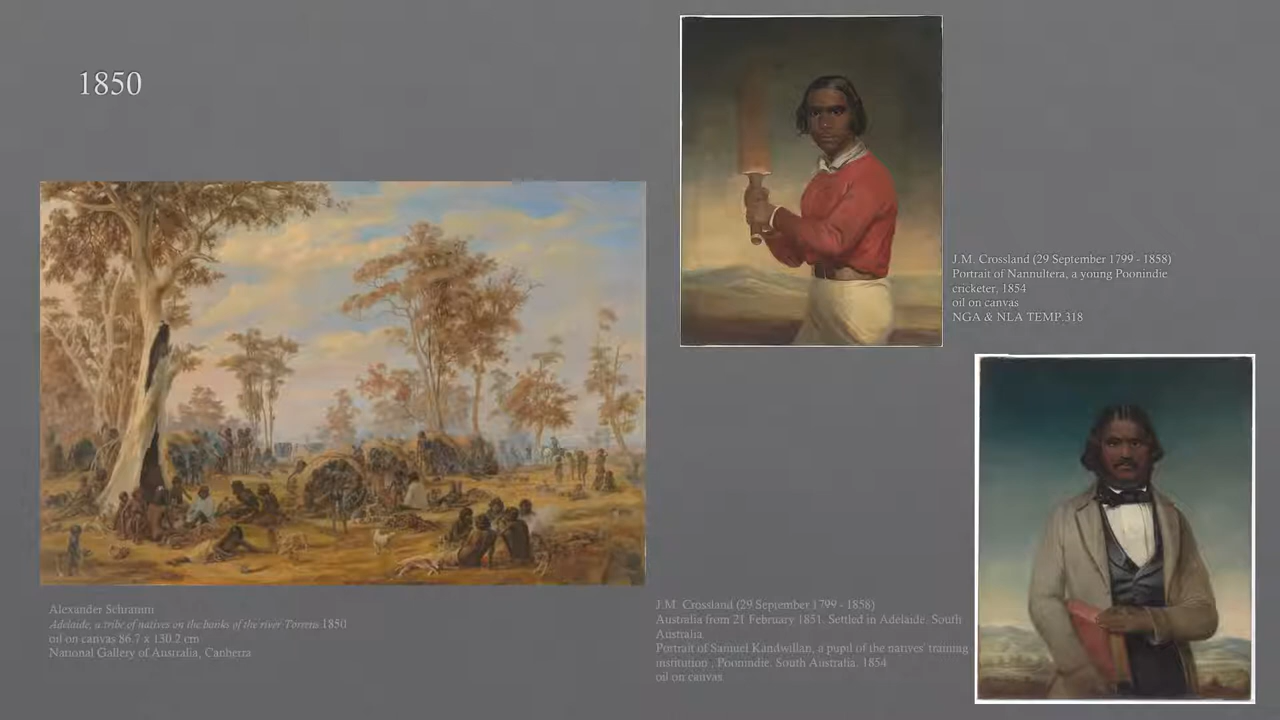 1850
J.M. Crossland (29 September 1799 - 1858)
Portrait of Nannultera, a young Poonindie
cricketer, 1854
oil on canvas
NGA & NLA TEMP.318
Alexander Schramm
Adelaide, a tribe of natives on the banks of the river Torrens 1850
oil on canvas 86.7 x 130.2 cm
National Gallery of Australia, Canberra
J.M. Crossland (29 September 1799 - 1858)
Australia from 21 February 1851. Settled in Adelaide. South
Australia.
Portrait of Samuel Kandwillan, a pupil of the natives' training
institution , Poonindie. South Australia. 1854
oil on canvas